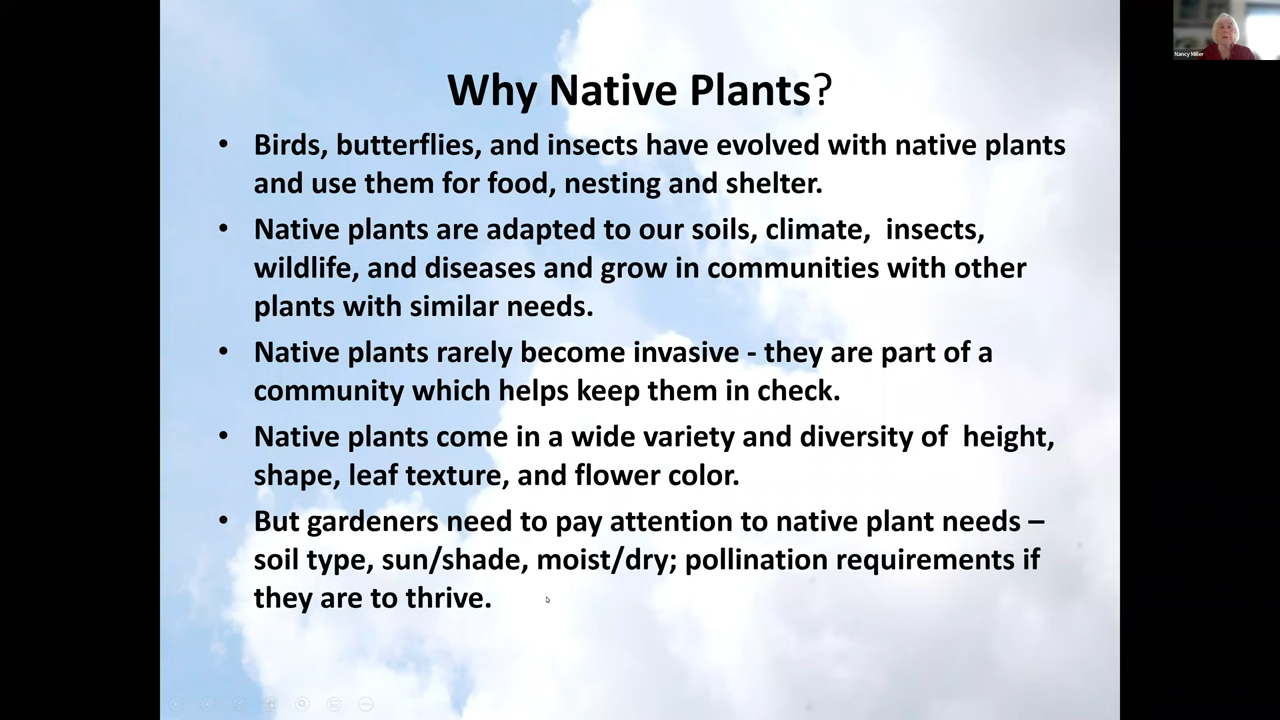 Why Native Plants?
• Birds, butterflies, and insects have evolved with native plants
and use them for food, nesting and shelter.
• Native plants are adapted to our soils, climate,  insects,
wildlife, and diseases and grow in communities with other
plants with similar needs.
• Native plants rarely become invasive - they are part of a
community which helps keep them in check.
• Native plants come in a wide variety and diversity of  height,
shape, leaf texture, and flower color.
• But gardeners need to pay attention to native plant needs –
soil type, sun/shade, moist/dry; pollination requirements if
they are to thrive.
Nancy Miller